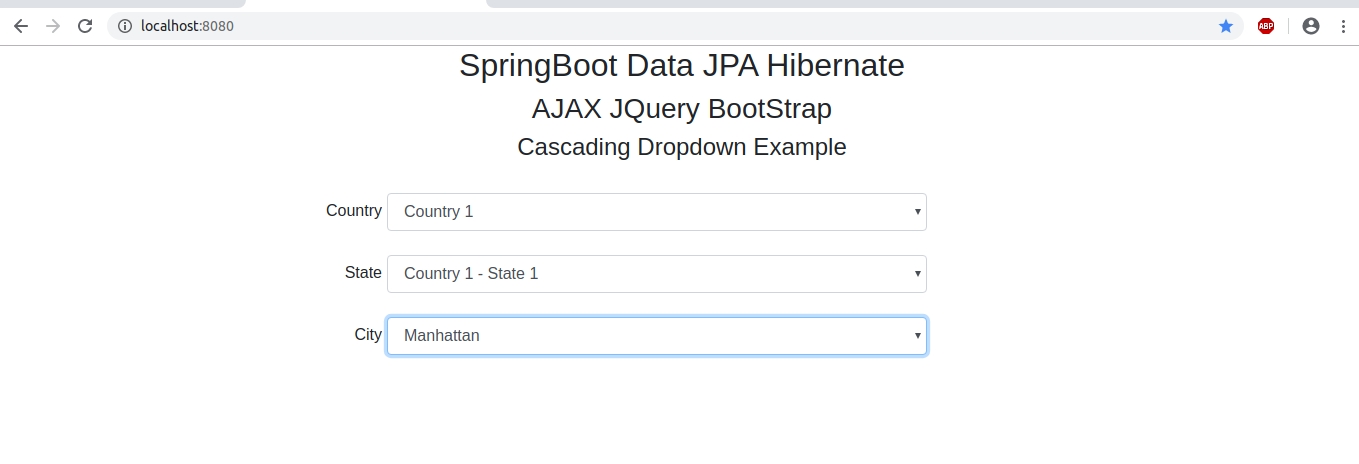 localhost:8080
ABP
SpringBoot Data JPA Hibernate
AJAX JQuery BootStrap
Cascading Dropdown Example
Country Country 1
State Country 1 - State 1
City Manhattan